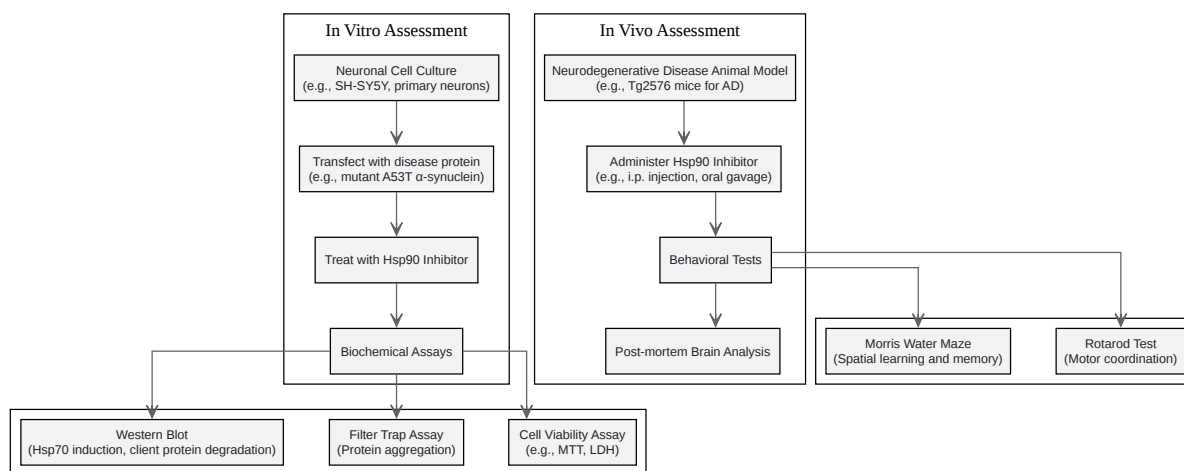 In Vitro Assessment
Neuronal Cell Culture
(e.g., SH-SY5Y, primary neurons)
Transfect with disease protein
(e.g., mutant A53T α-synuclein)
Treat with Hsp90 Inhibitor
Biochemical Assays
Western Blot
(Hsp70 induction, client protein degradation)
Filter Trap Assay
(Protein aggregation)
Cell Viability Assay
(e.g., MTT, LDH)
In Vivo Assessment
Neurodegenerative Disease Animal Model
(e.g., Tg2576 mice for AD)
Administer Hsp90 Inhibitor
(e.g., i.p. injection, oral gavage)
Behavioral Tests
Post-mortem Brain Analysis
Morris Water Maze
(Spatial learning and memory)
Rotarod Test
(Motor coordination)